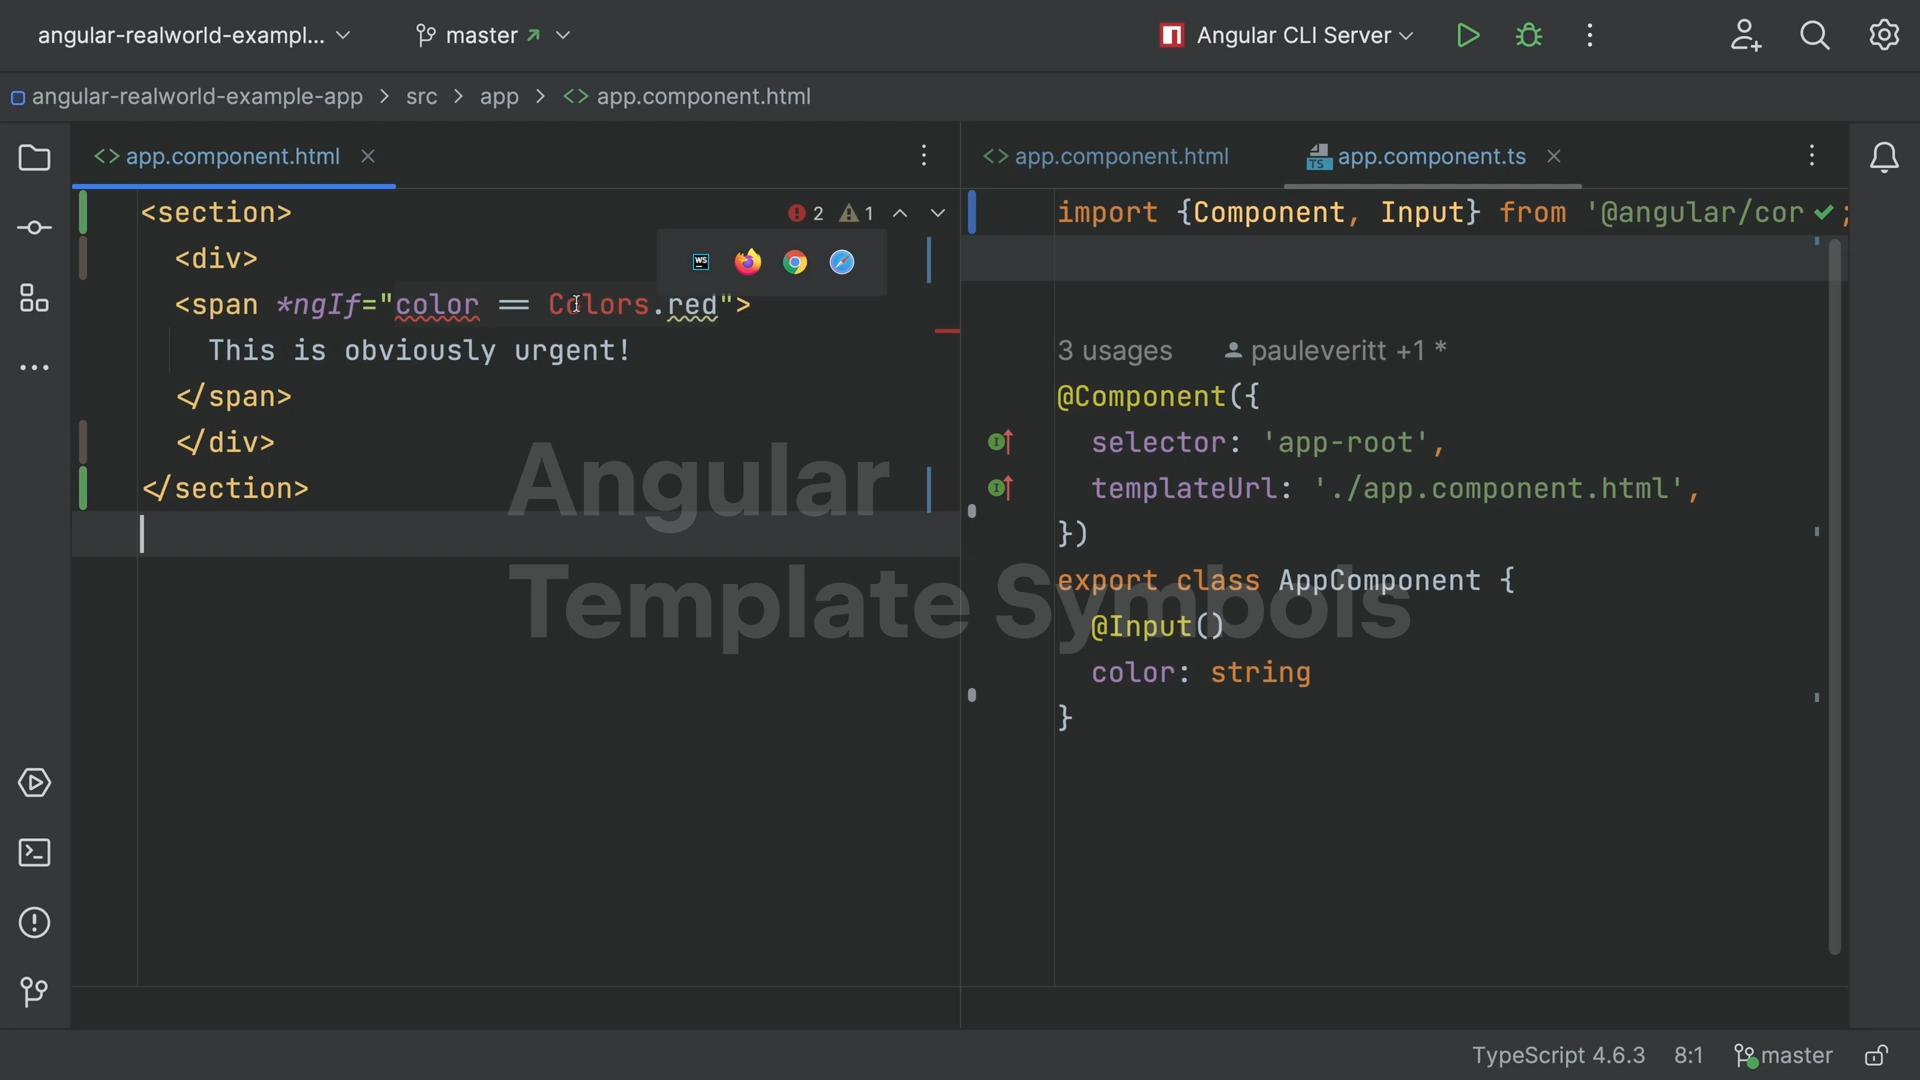 angular-realworld-exampl...
master
Angular CLI Server
angular-realworld-example-app > src > app > <> app.component.html
<> app.component.html
<> app.component.html
TS app.component.ts
<section>
2 1
<div>
WS
<span *ngIf="color == Colors.red">
This is obviously urgent!
</span>
</div>
</section>
import {Component, Input} from '@angular/cor ;
3 usages pauleveritt +1 *
@Component({
selector: 'app-root',
templateUrl: './app.component.html',
})
export class AppComponent {
@Input()
color: string
}
Angular
Template Symbols
TypeScript 4.6.3 8:1 master